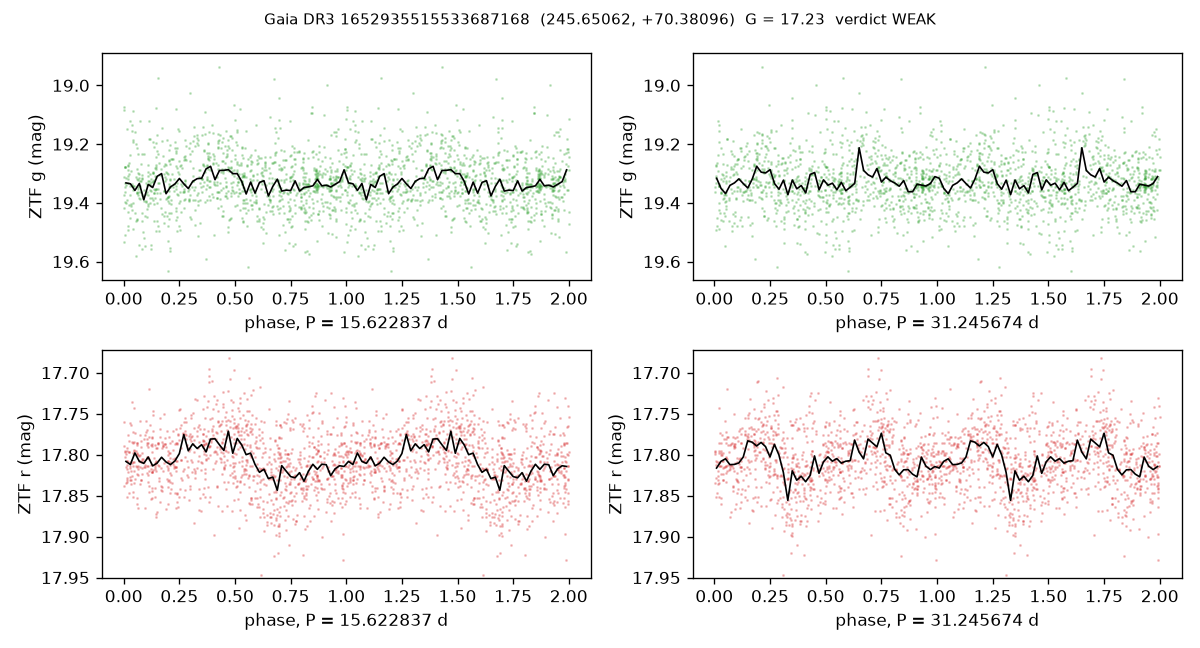 Gaia DR3 1652935515533687168  (245.65062, +70.38096)  G = 17.23  verdict WEAK
ZTF g (mag)
19.0
19.2
19.4
19.6
0.00 0.25 0.50 0.75 1.00 1.25 1.50 1.75 2.00
phase, P = 15.622837 d
ZTF g (mag)
19.0
19.2
19.4
19.6
0.00 0.25 0.50 0.75 1.00 1.25 1.50 1.75 2.00
phase, P = 31.245674 d
ZTF r (mag)
17.70
17.75
17.80
17.85
17.90
17.95
0.00 0.25 0.50 0.75 1.00 1.25 1.50 1.75 2.00
phase, P = 15.622837 d
ZTF r (mag)
17.70
17.75
17.80
17.85
17.90
17.95
0.00 0.25 0.50 0.75 1.00 1.25 1.50 1.75 2.00
phase, P = 31.245674 d